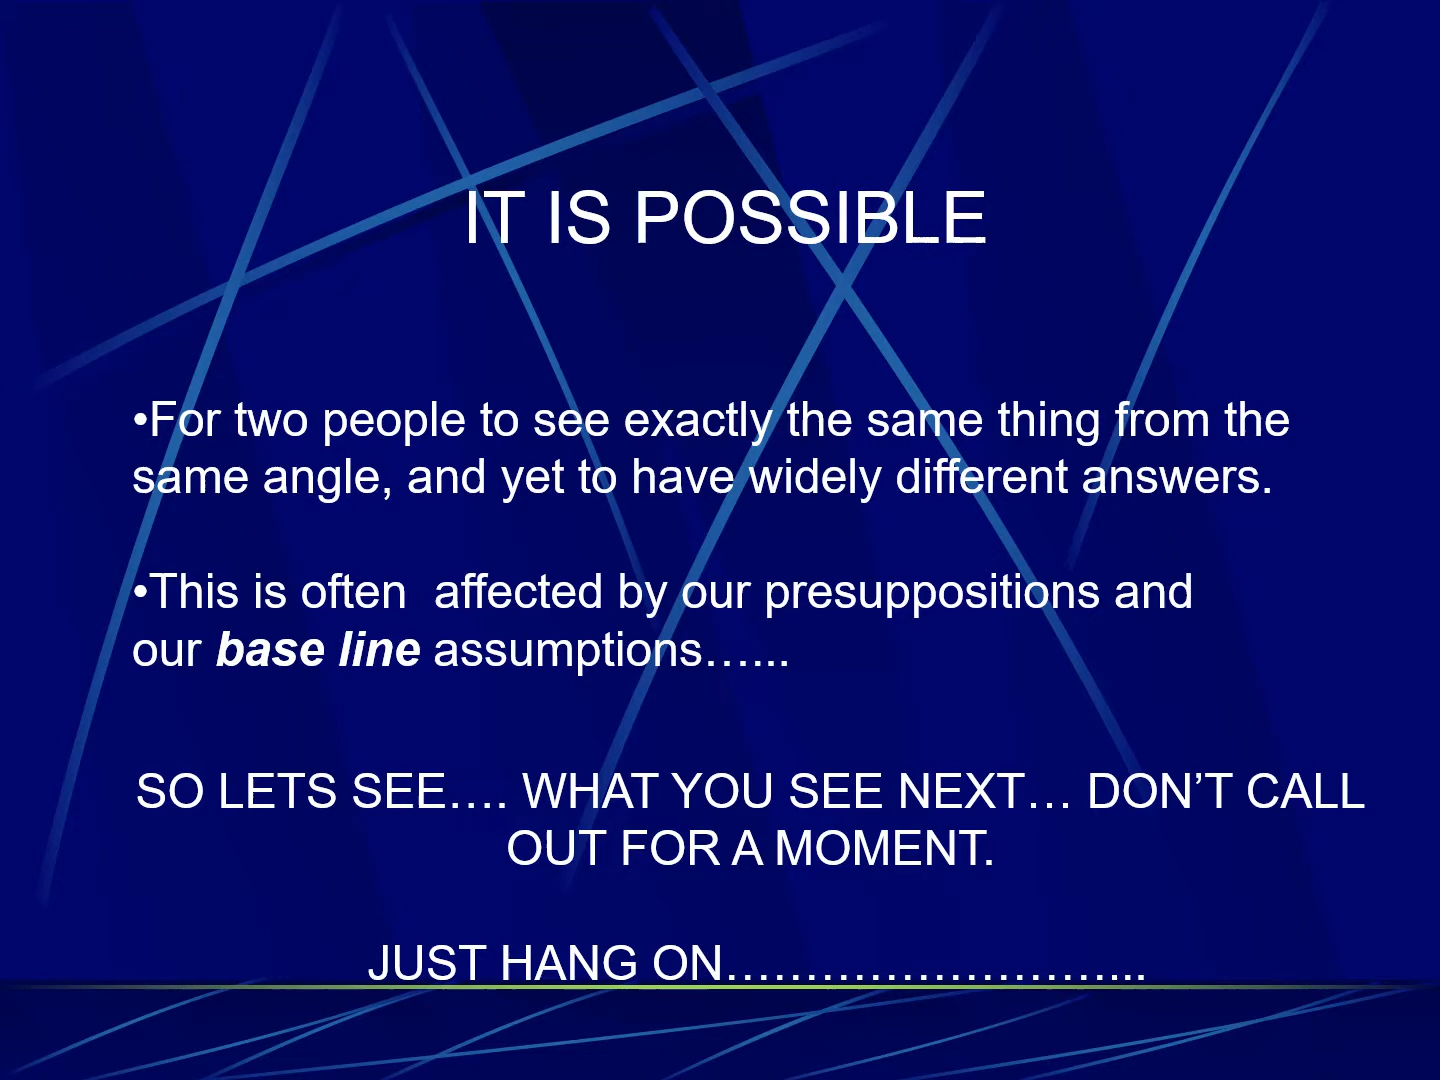 IT IS POSSIBLE
•For two people to see exactly the same thing from the
same angle, and yet to have widely different answers.
•This is often  affected by our presuppositions and
our base line assumptions…...
SO LETS SEE…. WHAT YOU SEE NEXT… DON’T CALL
OUT FOR A MOMENT.
JUST HANG ON……………………...